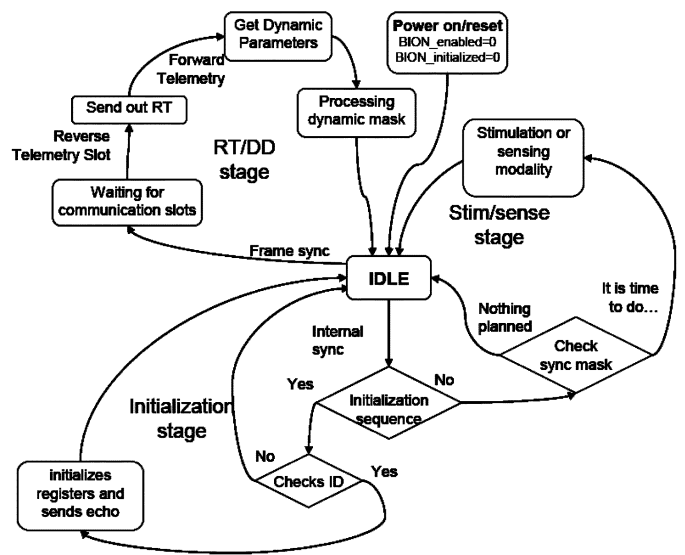 Get Dynamic
Parameters
Power on/reset
BION_enabled=0
BION_initialized=0
Forward
Telemetry
Send out RT
Processing
dynamic mask
Reverse
Telemetry Slot
RT/DD
stage
Stimulation or
sensing
modality
Waiting for
communication slots
Stim/sense
stage
Frame sync
IDLE
It is time
to do…
Nothing
planned
Internal
sync
Check
sync mask
Yes
No
Initialization
sequence
Initialization
stage
No
Checks ID
Yes
initializes
registers and
sends echo